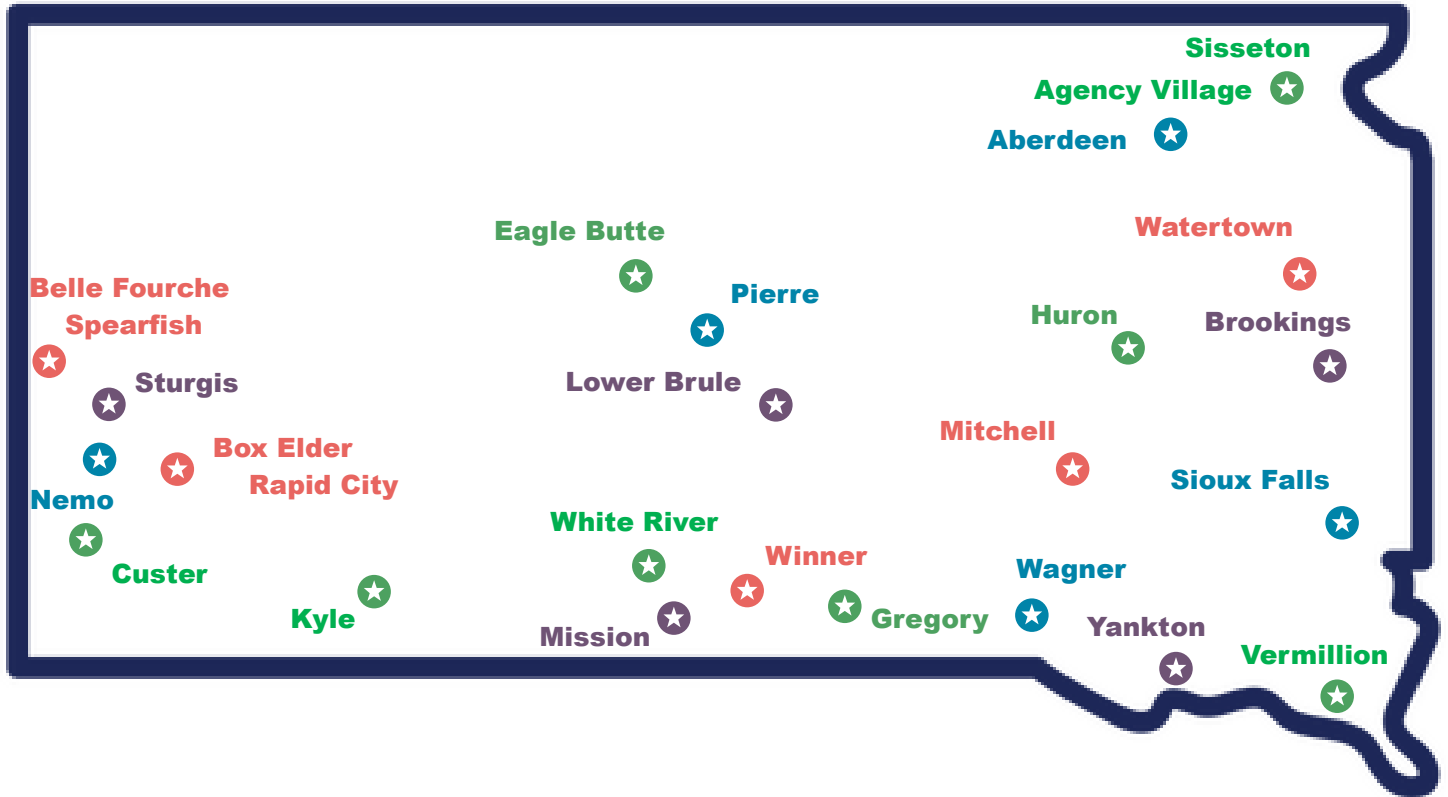 Sisseton
Agency Village
Aberdeen
Watertown
Eagle Butte
Belle Fourche
Pierre
Huron
Brookings
Spearfish
Sturgis
Lower Brule
Mitchell
Box Elder
Rapid City
Sioux Falls
Nemo
White River
Winner
Wagner
Custer
Kyle
Gregory
Yankton
Mission
Vermillion